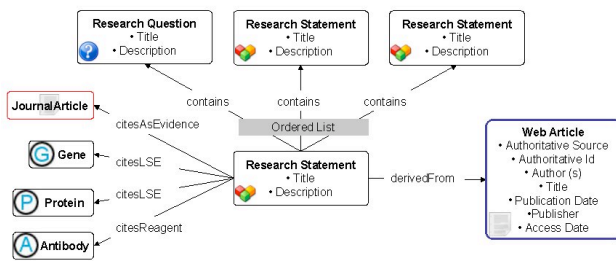 Research Question
• Title
• Description
Research Statement
• Title
• Description
Research Statement
• Title
• Description
contains
contains
contains
Ordered List
JournalArticle
citesAsEvidence
G Gene
citesLSE
P Protein
citesLSE
A Antibody
citesReagent
Research Statement
• Title
• Description
derivedFrom
Web Article
• Authoritative Source
• Authoritative Id
• Author (s)
• Title
• Publication Date
•Publisher
• Access Date
?